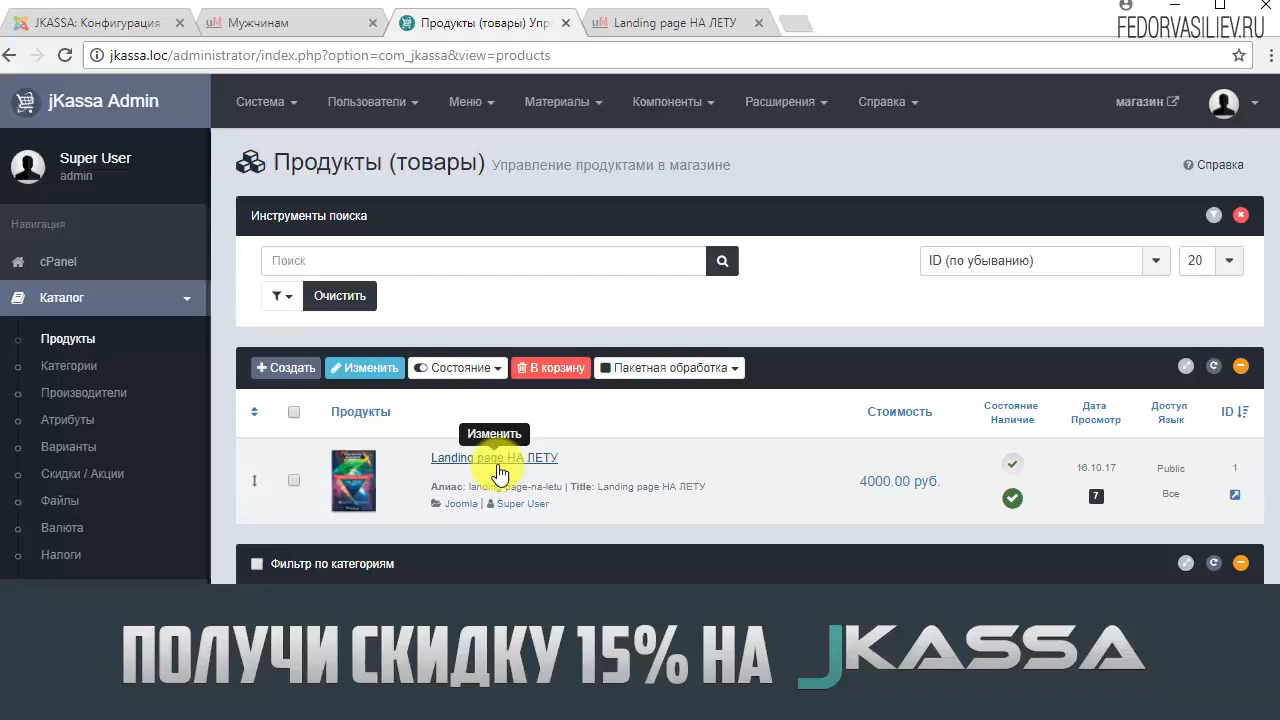 JKASSA: Конфигурация
Мужчинам
Продукты (товары) Упр
Landing page НА ЛЕТУ
FEDORVASILIEV.RU
jkassa.loc/administrator/index.php?option=com_jkassa&view=products
jKassa Admin
Система
Пользователи
Меню
Материалы
Компоненты
Расширения
Справка
магазин
Super User
admin
Продукты (товары) Управление продуктами в магазине
Справка
Навигация
Инструменты поиска
cPanel
Поиск
ID (по убыванию)
20
Каталог
Очистить
Продукты
Категории
Производители
Атрибуты
Варианты
Скидки / Акции
Файлы
Валюта
Налоги
Создать
Изменить
Состояние
В корзину
Пакетная обработка
Продукты
Стоимость
Состояние
Наличие
Дата
Просмотр
Доступ
Язык
ID
Изменить
Landing page НА ЛЕТУ
Алиас: landing-page-na-letu | Title: Landing page НА ЛЕТУ
Joomla | Super User
4000.00 руб.
16.10.17
7
Public
Все
1
Фильтр по категориям
ПОЛУЧИ СКИДКУ 15% НА JKASSA